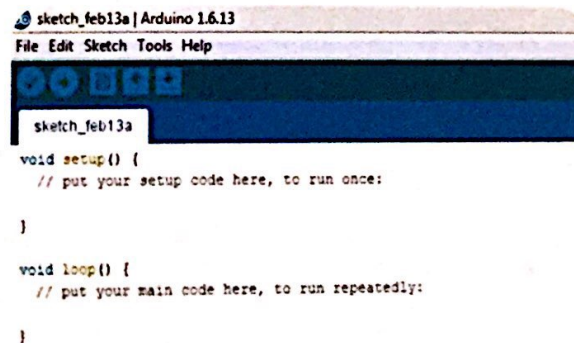 sketch_feb13a | Arduino 1.6.13
File Edit Sketch Tools Help
sketch_feb13a
void setup() {
  // put your setup code here, to run once:
}
void loop() {
  // put your main code here, to run repeatedly:
}